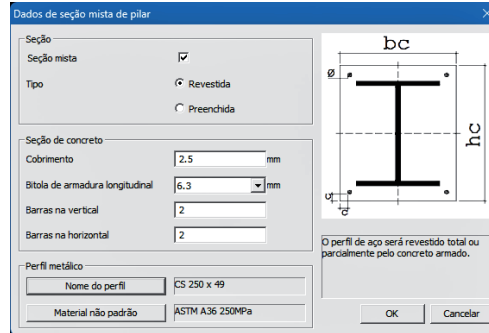 Dados de seção mista de pilar
Seção
Seção mista
Tipo
Revestida
Preenchida
Seção de concreto
Cobrimento 2.5 mm
Bitola de armadura longitudinal 6.3 mm
Barras na vertical 2
Barras na horizontal 2
Perfil metálico
Nome do perfil CS 250 x 49
Material não padrão ASTM A36 250MPa
bc
ø
hc
c'
c'
O perfil de aço será revestido total ou
parcialmente pelo concreto armado.
OK Cancelar